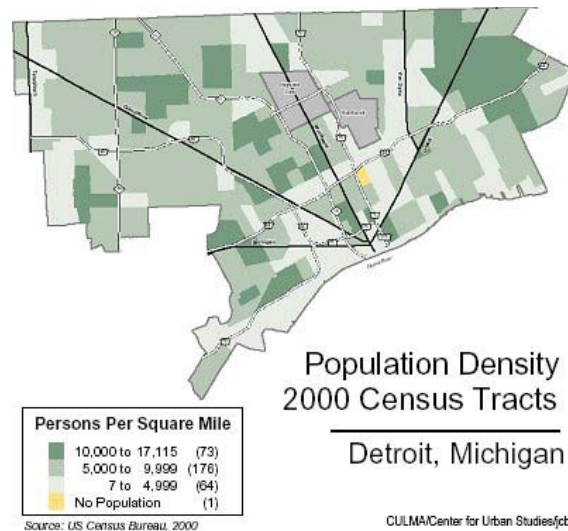 Population Density
2000 Census Tracts
Detroit, Michigan
Persons Per Square Mile
10,000 to 17,115 (73)
5,000 to 9,999 (176)
7 to 4,999 (64)
No Population (1)
Source: US Census Bureau, 2000
CULMA/Center for Urban Studies/jcb